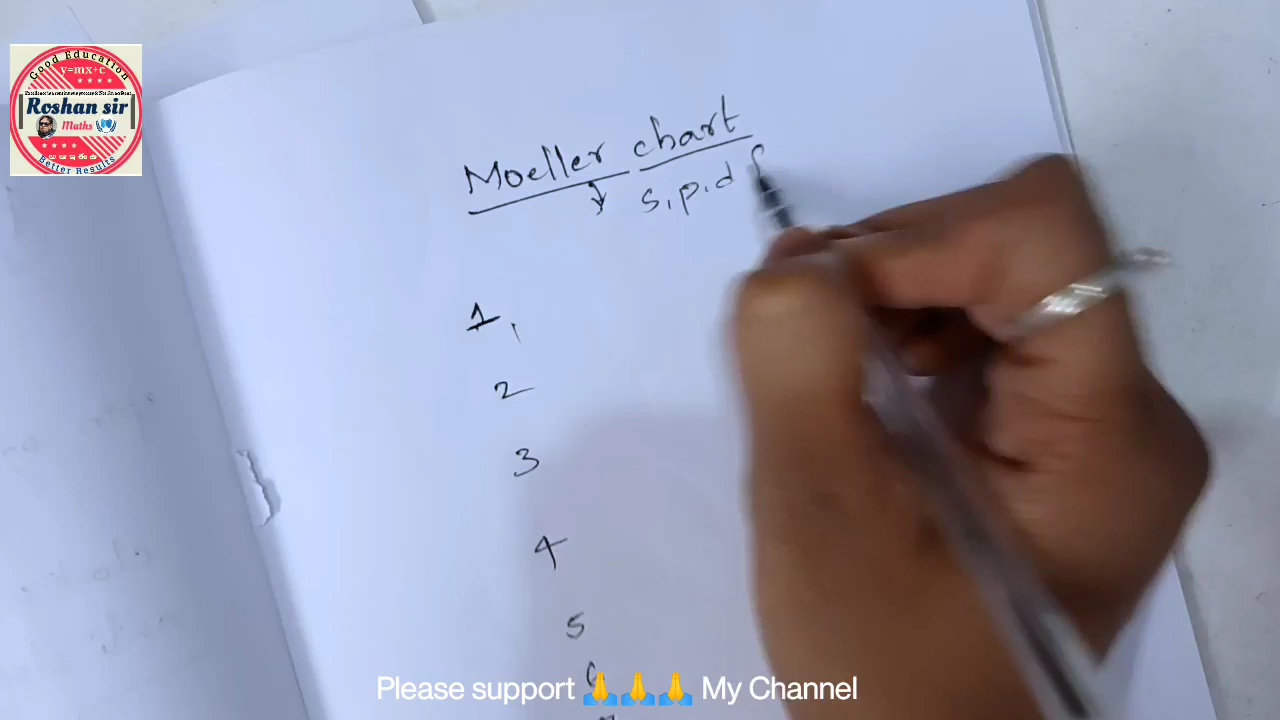 Good Education
y=mx+c
Roshan sir
Maths
Better Results
Moeller chart
s, p, d f
1
2
3
4
5
6
Please support 🙏🙏🙏 My Channel